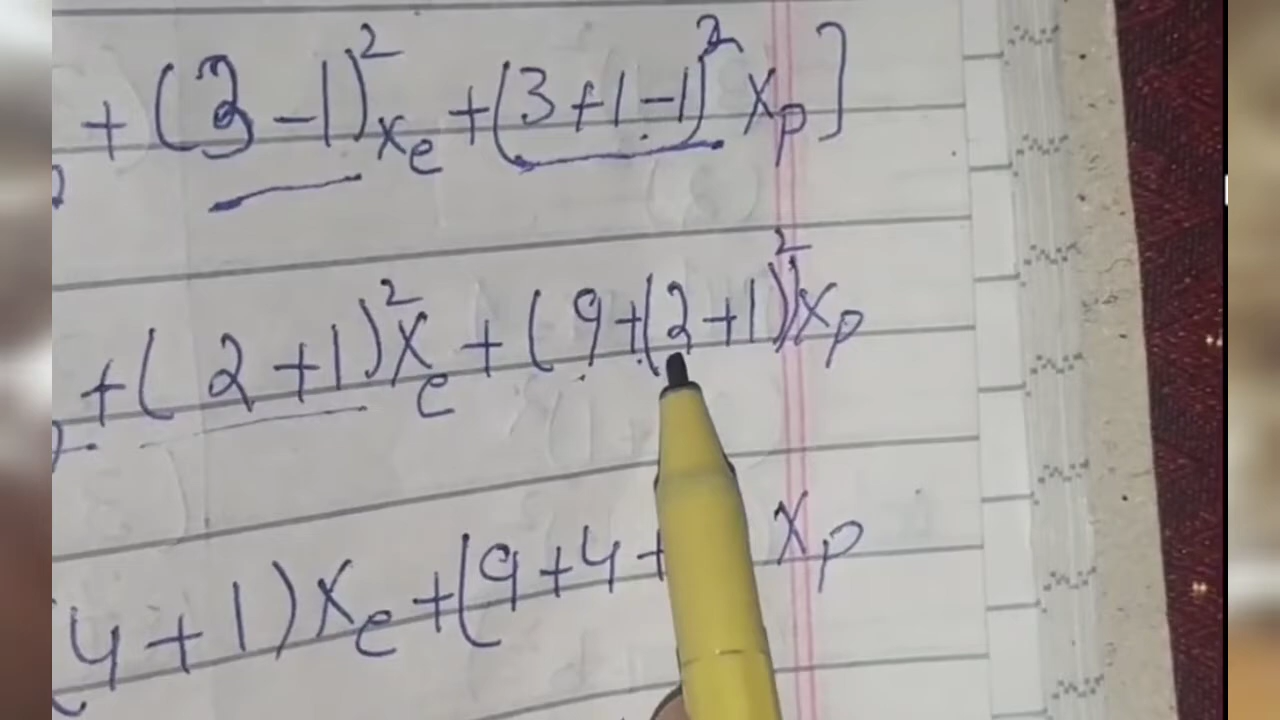 + (3 - 1)² xₑ + (3 + 1 - 1)² xₚ ]
+ ( 2 + 1)² xₑ + ( 9 + (2 + 1)² ) xₚ
(4 + 1) xₑ + (9 + 4 + xₚ